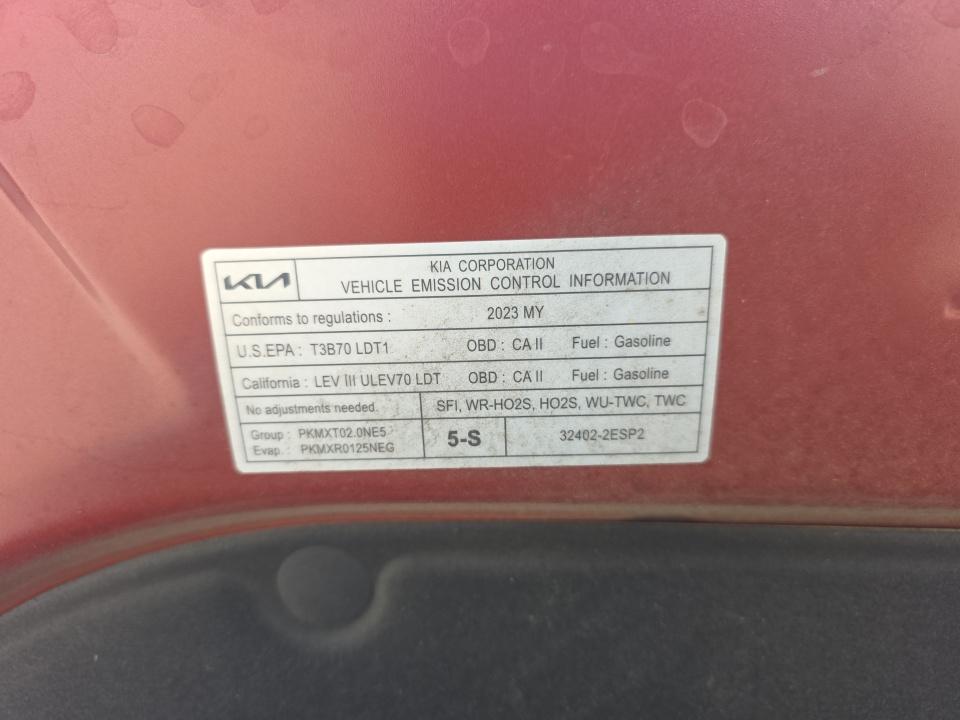 KIA
KIA CORPORATION
VEHICLE EMISSION CONTROL INFORMATION
Conforms to regulations : 2023 MY
U.S.EPA : T3B70 LDT1 OBD : CA II Fuel : Gasoline
California : LEV III ULEV70 LDT OBD : CA II Fuel : Gasoline
No adjustments needed. SFI, WR-HO2S, HO2S, WU-TWC, TWC
Group : PKMXT02.0NE5
Evap. : PKMXR0125NEG
5-S
32402-2ESP2